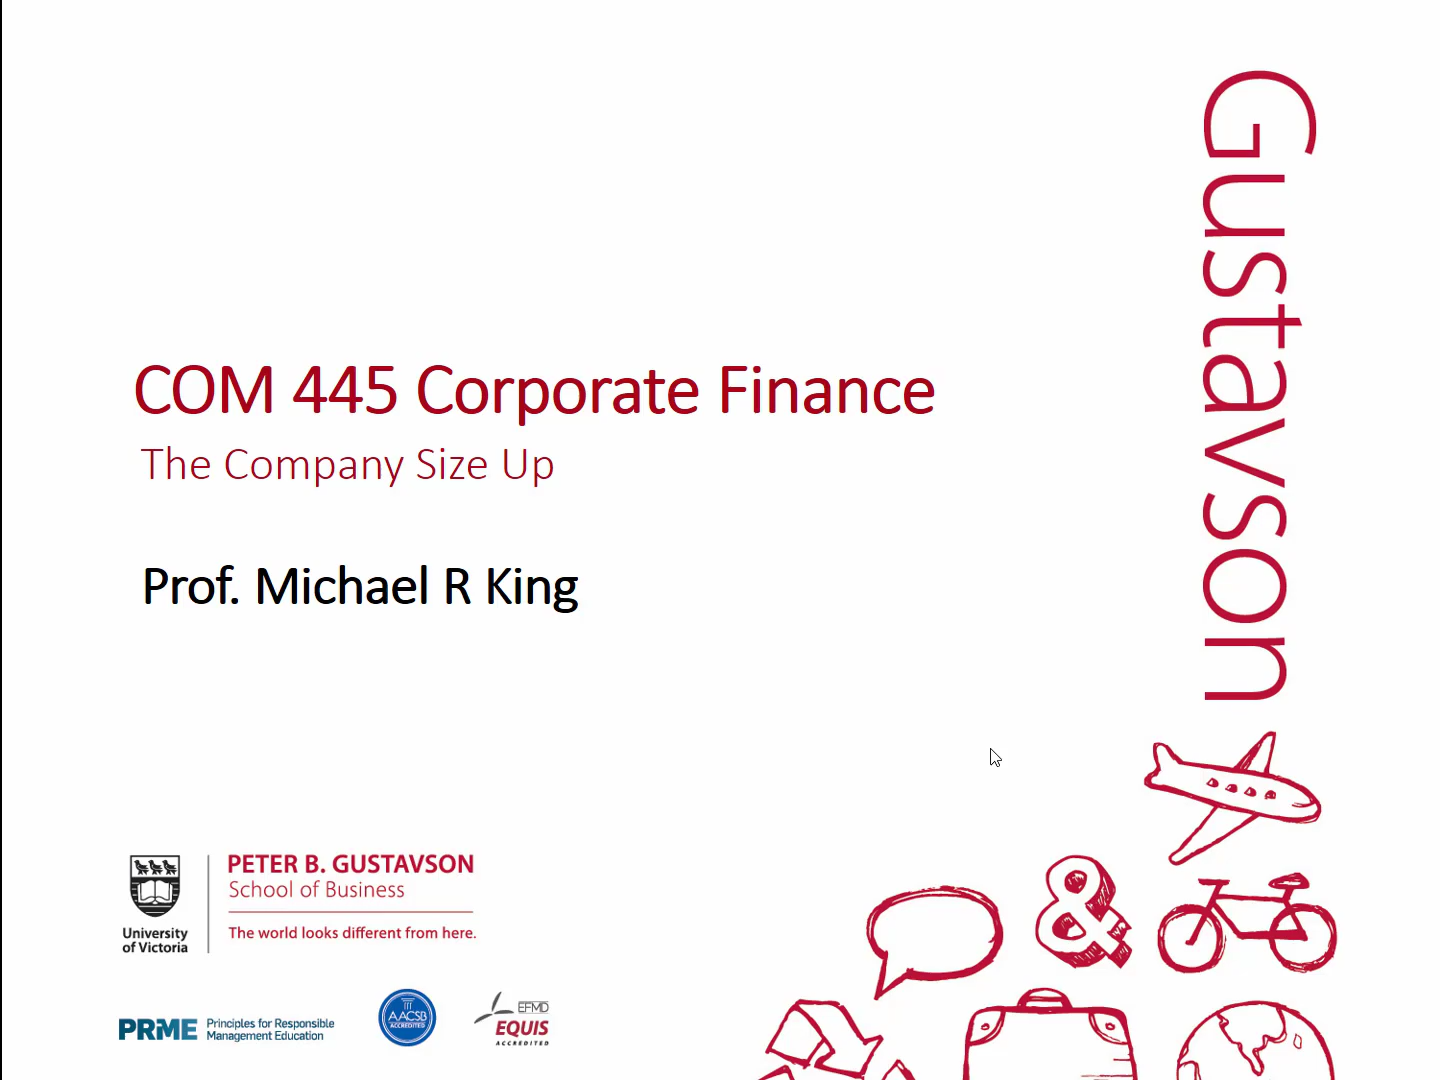 Gustavson
COM 445 Corporate Finance
The Company Size Up
Prof. Michael R King
PETER B. GUSTAVSON
School of Business
The world looks different from here.
University
of Victoria
PRME
Principles for Responsible
Management Education
AACSB
ACCREDITED
EFMD
EQUIS
ACCREDITED
&